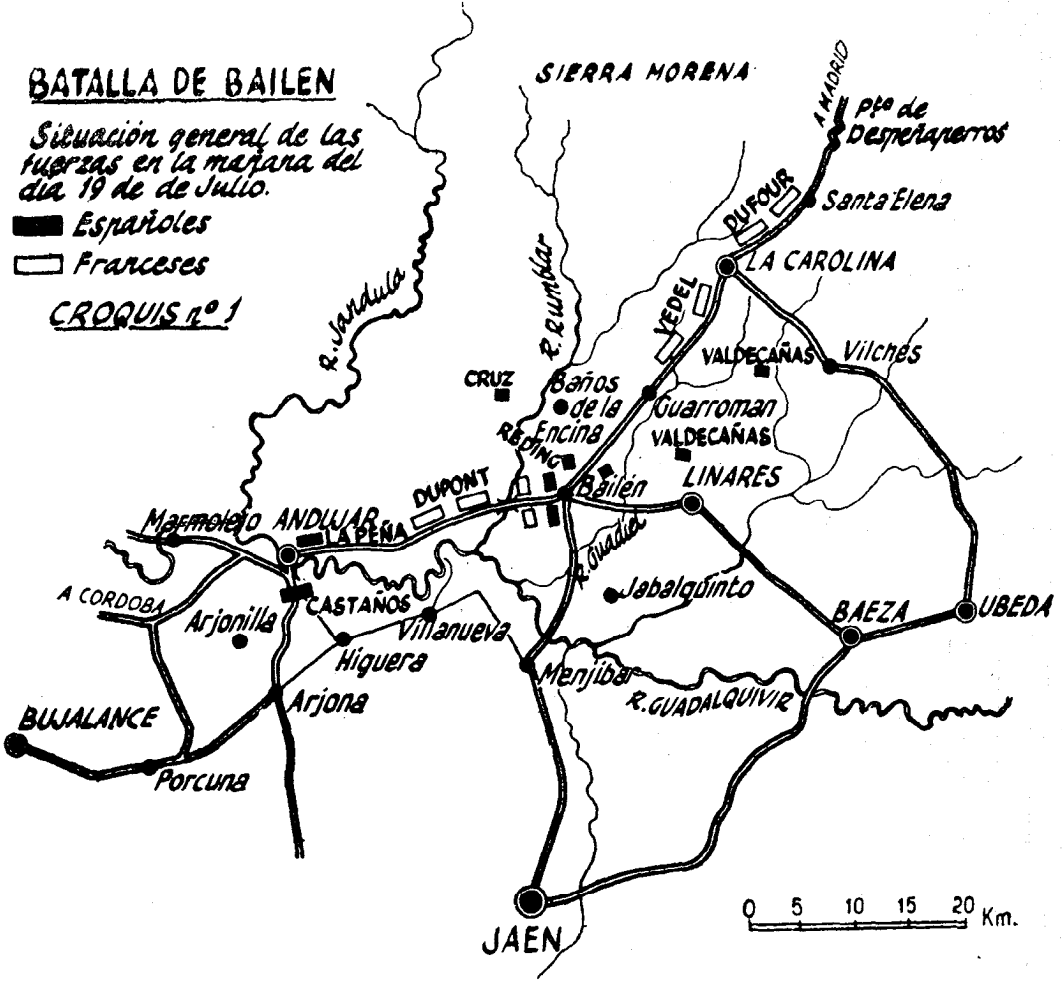 BATALLA DE BAILEN
Situación general de las
fuerzas en la mañana del
día 19 de de Julio.
Españoles
Franceses
CROQUIS nº 1
SIERRA MORENA
A MADRID
Pto de
Despeñaperros
Santa Elena
DUFOUR
LA CAROLINA
VEDEL
R. Jandula
R. Rumblar
VALDECAÑAS
Vilches
CRUZ
Baños
de la
Encina
Guarroman
VALDECAÑAS
REDING
Bailén
LINARES
DUPONT
Marmolejo
ANDUJAR
LA PEÑA
R. Guadiel
A CORDOBA
CASTAÑOS
Jabalquinto
Arjonilla
Villanueva
BAEZA
UBEDA
Higuera
Menjibar
R. GUADALQUIVIR
Arjona
BUJALANCE
Porcuna
JAEN
0 5 10 15 20 Km.